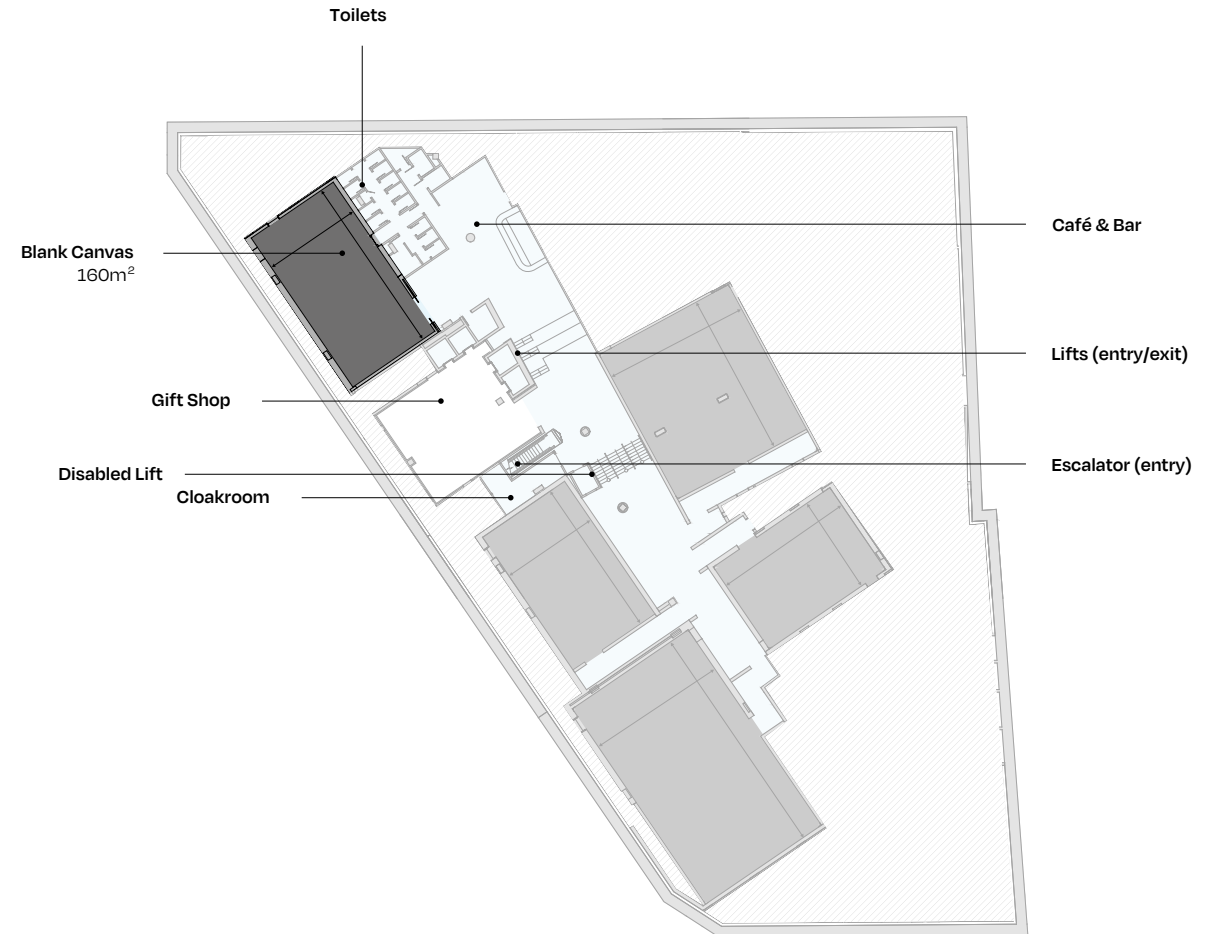 Toilets
Café & Bar
Blank Canvas
160m²
Lifts (entry/exit)
Gift Shop
Escalator (entry)
Disabled Lift
Cloakroom